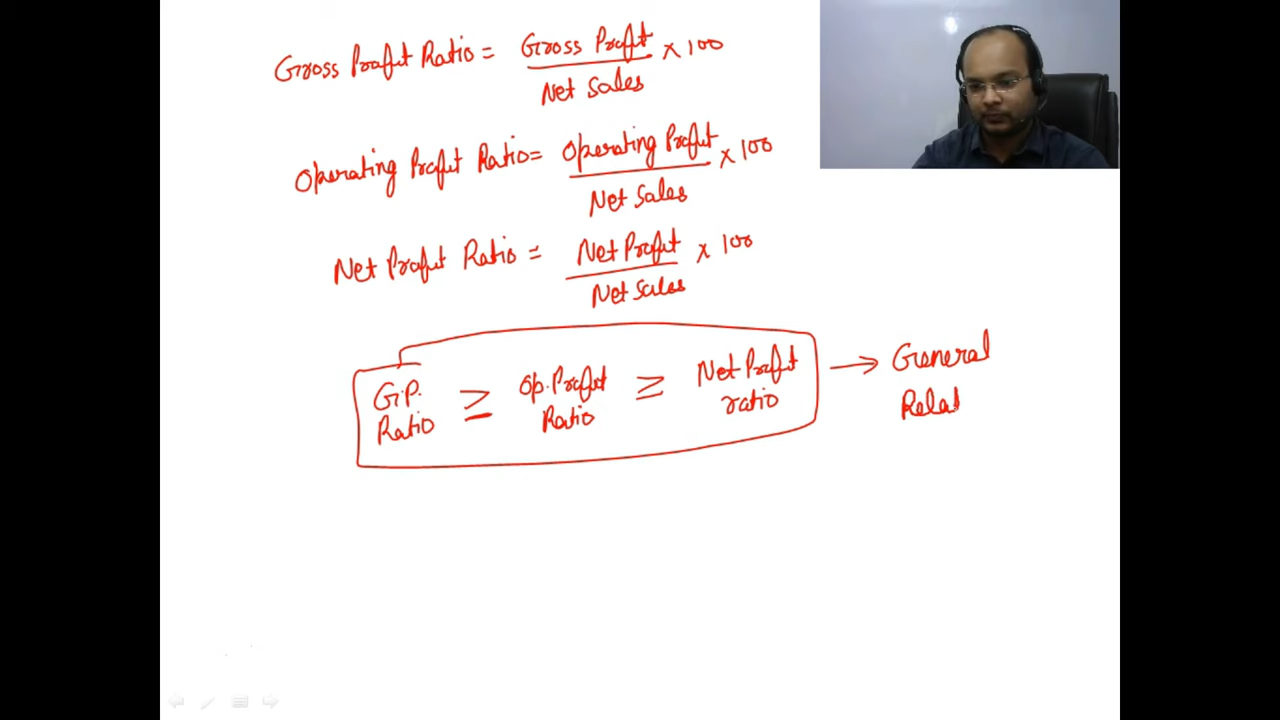 Gross Profit Ratio = Gross Profit / Net Sales x 100
Operating Profit Ratio = Operating Profit / Net Sales x 100
Net Profit Ratio = Net Profit / Net Sales x 100
G.P. Ratio ≥ Op. Profit Ratio ≥ Net Profit ratio → General
Relat